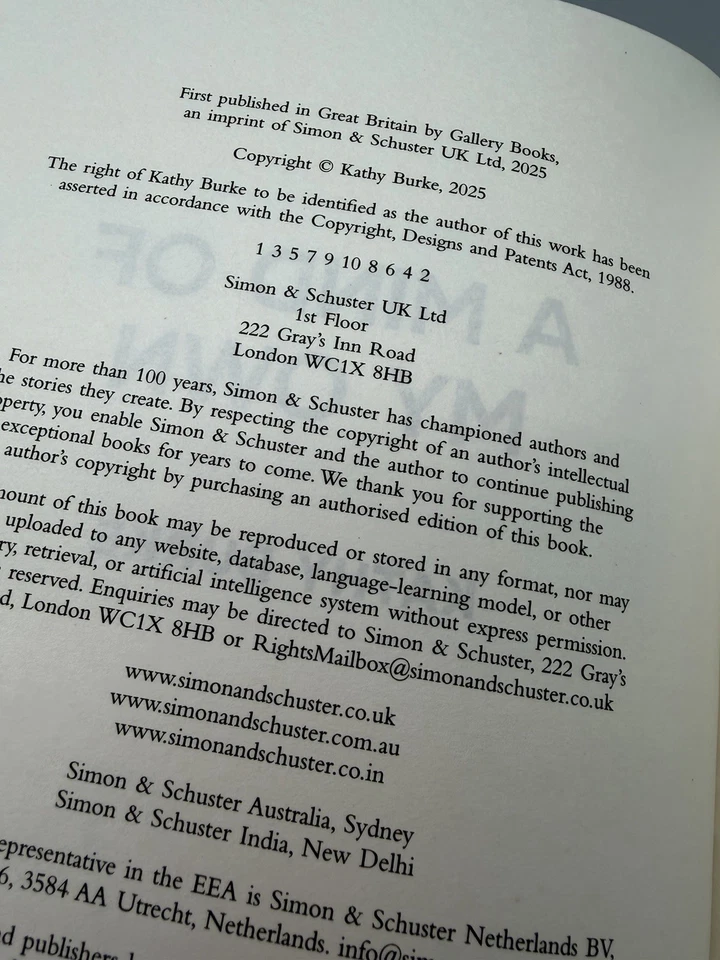 First published in Great Britain by Gallery Books,
an imprint of Simon & Schuster UK Ltd, 2025
Copyright © Kathy Burke, 2025
The right of Kathy Burke to be identified as the author of this work has been
asserted in accordance with the Copyright, Designs and Patents Act, 1988.
1 3 5 7 9 10 8 6 4 2
Simon & Schuster UK Ltd
1st Floor
222 Gray's Inn Road
London WC1X 8HB
For more than 100 years, Simon & Schuster has championed authors and
stories they create. By respecting the copyright of an author's intellectual
you enable Simon & Schuster and the author to continue publishing
exceptional books for years to come. We thank you for supporting the
author's copyright by purchasing an authorised edition of this book.
of this book may be reproduced or stored in any format, nor may
uploaded to any website, database, language-learning model, or other
retrieval, or artificial intelligence system without express permission.
reserved. Enquiries may be directed to Simon & Schuster, 222 Gray's
London WC1X 8HB or RightsMailbox@simonandschuster.co.uk
www.simonandschuster.co.uk
www.simonandschuster.com.au
www.simonandschuster.co.in
Simon & Schuster Australia, Sydney
Simon & Schuster India, New Delhi
in the EEA is Simon & Schuster Netherlands BV,
3584 AA Utrecht, Netherlands.
publishers
A MIND OF
MY OWN